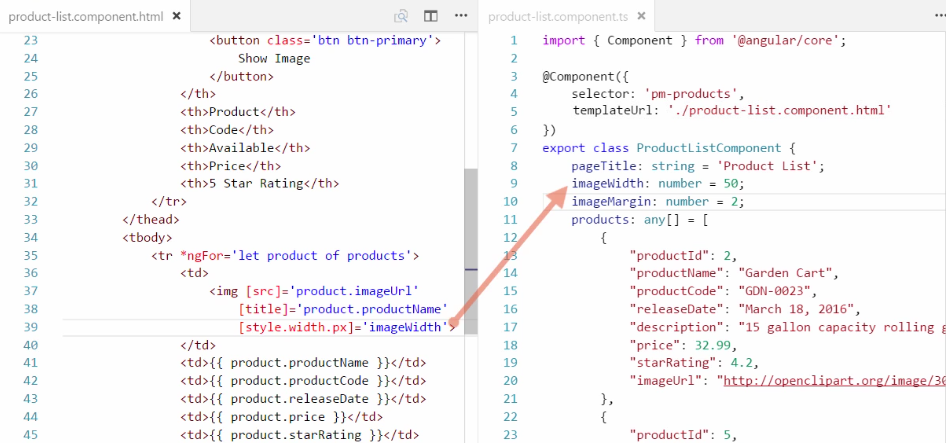 product-list.component.html ×
product-list.component.ts ×
23 <button class='btn btn-primary'>
24 Show Image
25 </button>
26 </th>
27 <th>Product</th>
28 <th>Code</th>
29 <th>Available</th>
30 <th>Price</th>
31 <th>5 Star Rating</th>
32 </tr>
33 </thead>
34 <tbody>
35 <tr *ngFor='let product of products'>
36 <td>
37 <img [src]='product.imageUrl'
38 [title]='product.productName'
39 [style.width.px]='imageWidth'>
40 </td>
41 <td>{{ product.productName }}</td>
42 <td>{{ product.productCode }}</td>
43 <td>{{ product.releaseDate }}</td>
44 <td>{{ product.price }}</td>
45 <td>{{ product.starRating }}</td>
1 import { Component } from '@angular/core';
2
3 @Component({
4 selector: 'pm-products',
5 templateUrl: './product-list.component.html'
6 })
7 export class ProductListComponent {
8 pageTitle: string = 'Product List';
9 imageWidth: number = 50;
10 imageMargin: number = 2;
11 products: any[] = [
12 {
13 "productId": 2,
14 "productName": "Garden Cart",
15 "productCode": "GDN-0023",
16 "releaseDate": "March 18, 2016",
17 "description": "15 gallon capacity rolling g
18 "price": 32.99,
19 "starRating": 4.2,
20 "imageUrl": "http://openclipart.org/image/30
21 },
22 {
23 "productId": 5,